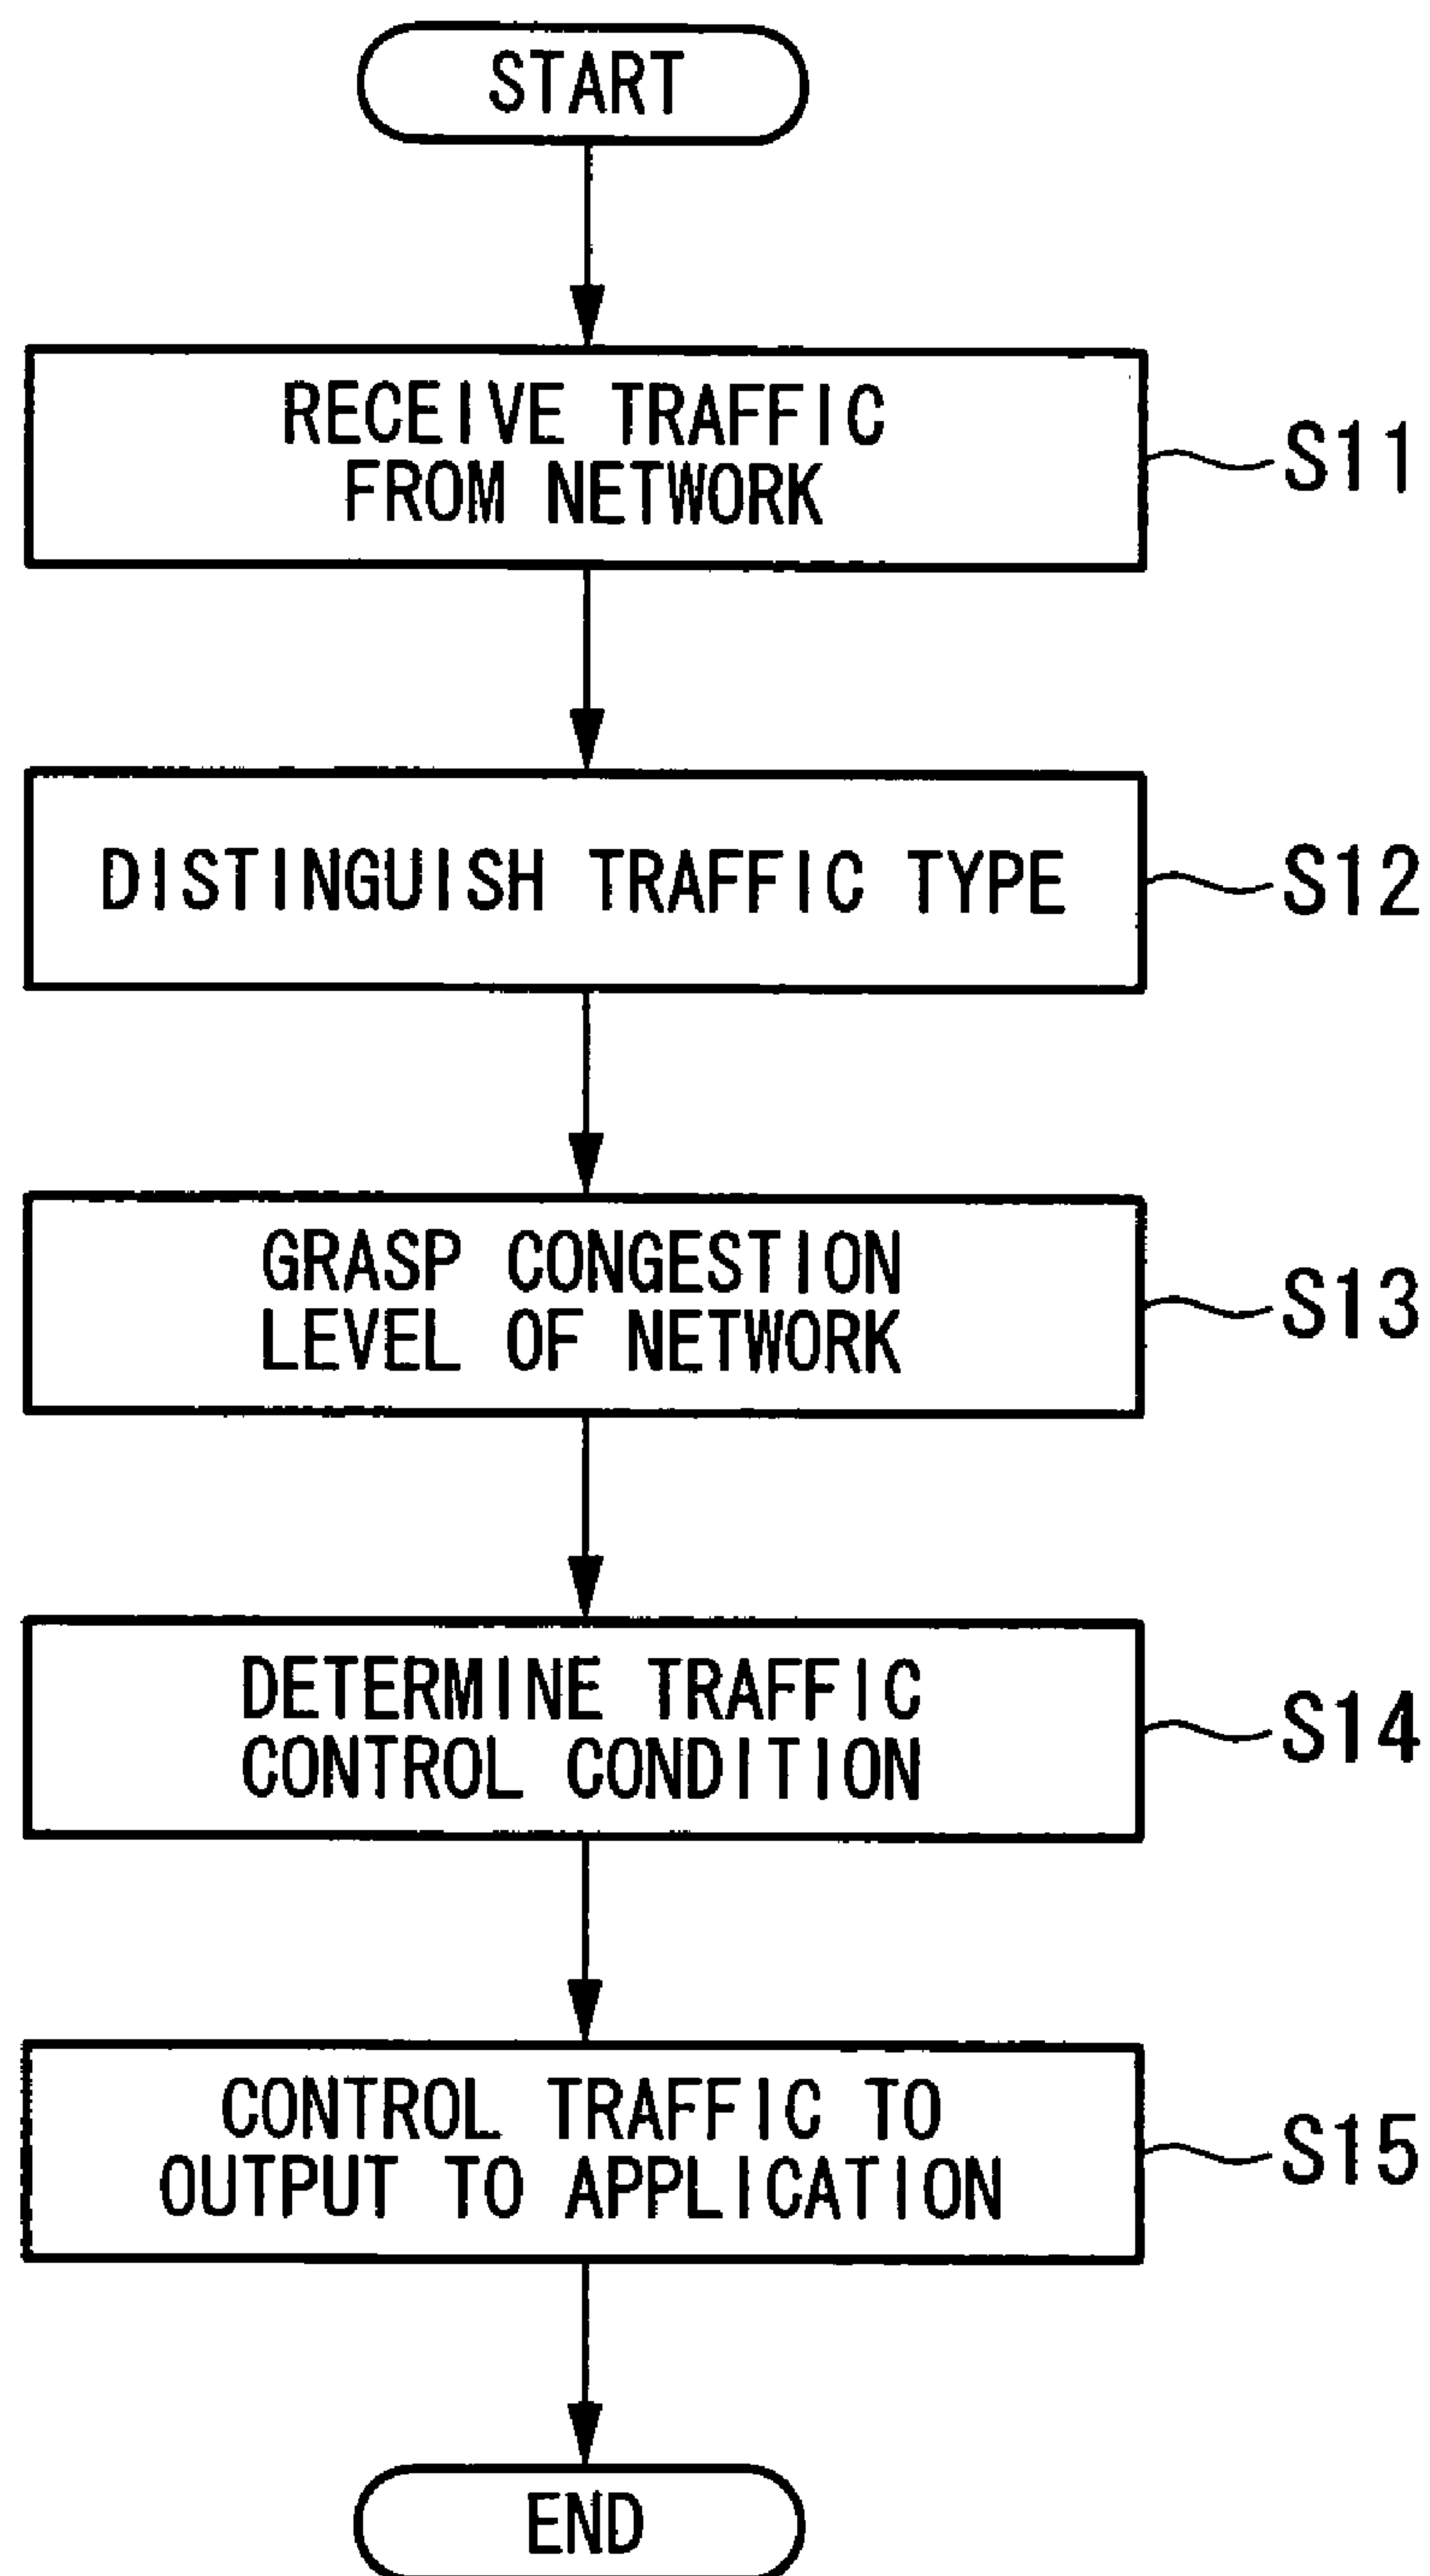 START
RECEIVE TRAFFIC
FROM NETWORK
S11
DISTINGUISH TRAFFIC TYPE
S12
GRASP CONGESTION
LEVEL OF NETWORK
S13
DETERMINE TRAFFIC
CONTROL CONDITION
S14
CONTROL TRAFFIC TO
OUTPUT TO APPLICATION
S15
END